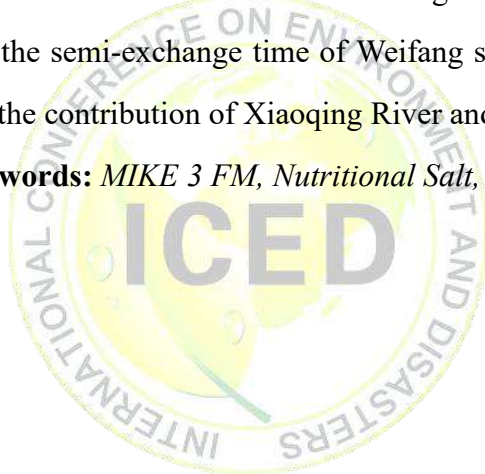 the semi-exchange time of Weifang s
the contribution of Xiaoqing River and
words: MIKE 3 FM, Nutritional Salt,
INTERNATIONAL CONFERENCE ON ENVIRONMENT AND DISASTERS
ICED